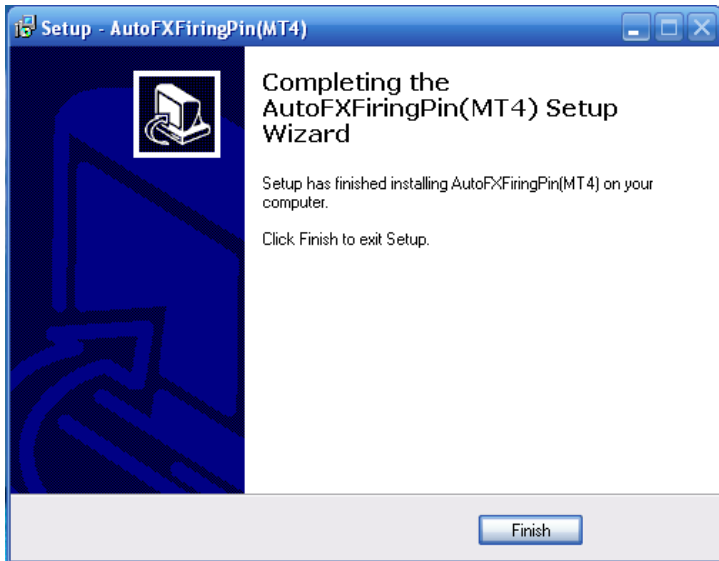 Setup - AutoFXFiringPin(MT4)
Completing the
AutoFXFiringPin(MT4) Setup
Wizard
Setup has finished installing AutoFXFiringPin(MT4) on your
computer.
Click Finish to exit Setup.
Finish